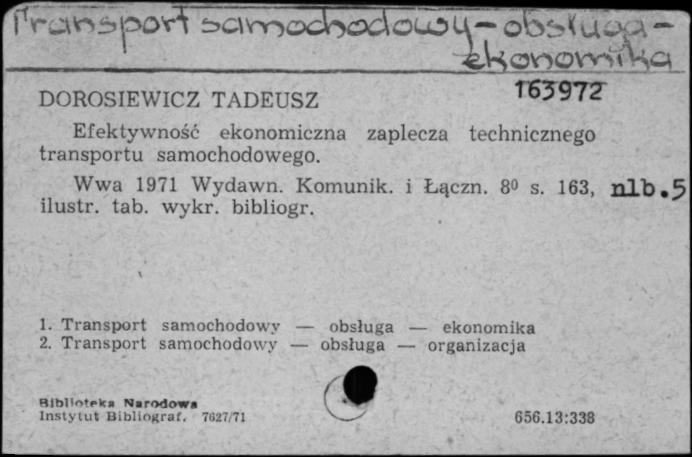 Transport samochodowy - obsługa -
ekonomika
163972
DOROSIEWICZ TADEUSZ
Efektywność ekonomiczna zaplecza technicznego
transportu samochodowego.
Wwa 1971 Wydawn. Komunik. i Łączn. 8⁰ s. 163, nlb.5
ilustr. tab. wykr. bibliogr.
1. Transport samochodowy — obsługa — ekonomika
2. Transport samochodowy — obsługa — organizacja
Biblioteka Narodowa
Instytut Bibliograf. 7627/71
656.13:338